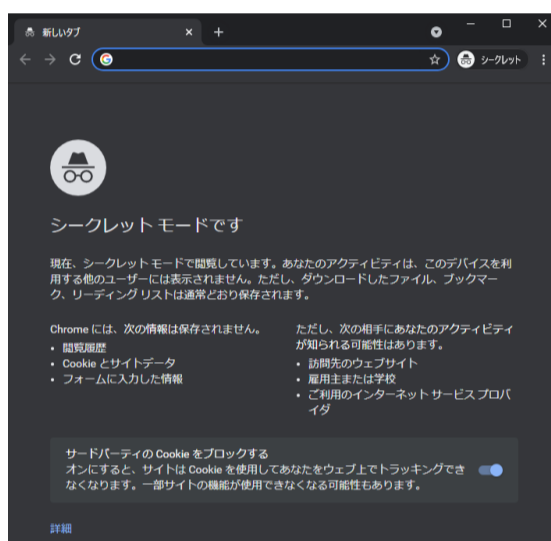 新しいタブ
シークレット
シークレット モードです
現在、シークレット モードで閲覧しています。あなたのアクティビティは、このデバイスを利
用する他のユーザーには表示されません。ただし、ダウンロードしたファイル、ブックマー
ク、リーディング リストは通常どおり保存されます。
Chrome には、次の情報は保存されません。
• 閲覧履歴
• Cookie とサイトデータ
• フォームに入力した情報
ただし、次の相手にあなたのアクティビティ
が知られる可能性はあります。
• 訪問先のウェブサイト
• 雇用主または学校
• ご利用のインターネット サービス プロバ
イダ
サードパーティの Cookie をブロックする
オンにすると、サイトは Cookie を使用してあなたをウェブ上でトラッキングでき
なくなります。一部サイトの機能が使用できなくなる可能性もあります。
詳細